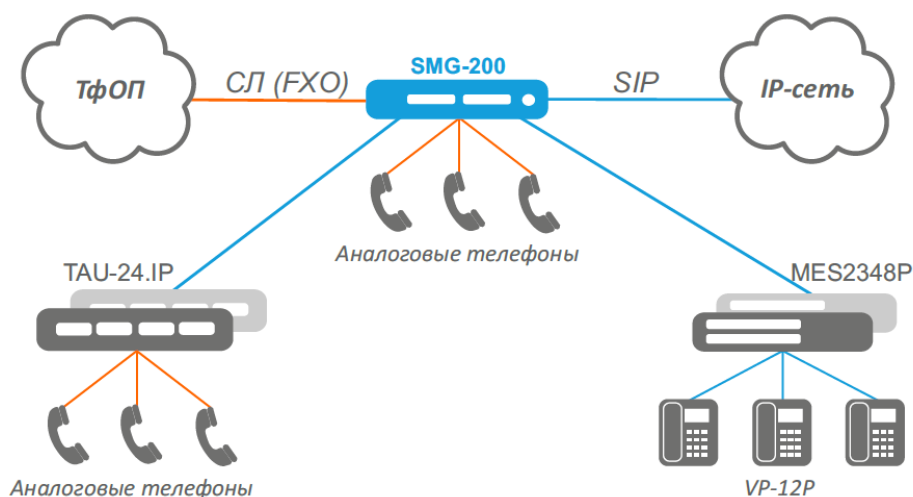 SMG-200
ТфОП
СЛ (FXO)
SIP
IP-сеть
Аналоговые телефоны
TAU-24.IP
MES2348P
Аналоговые телефоны
VP-12P